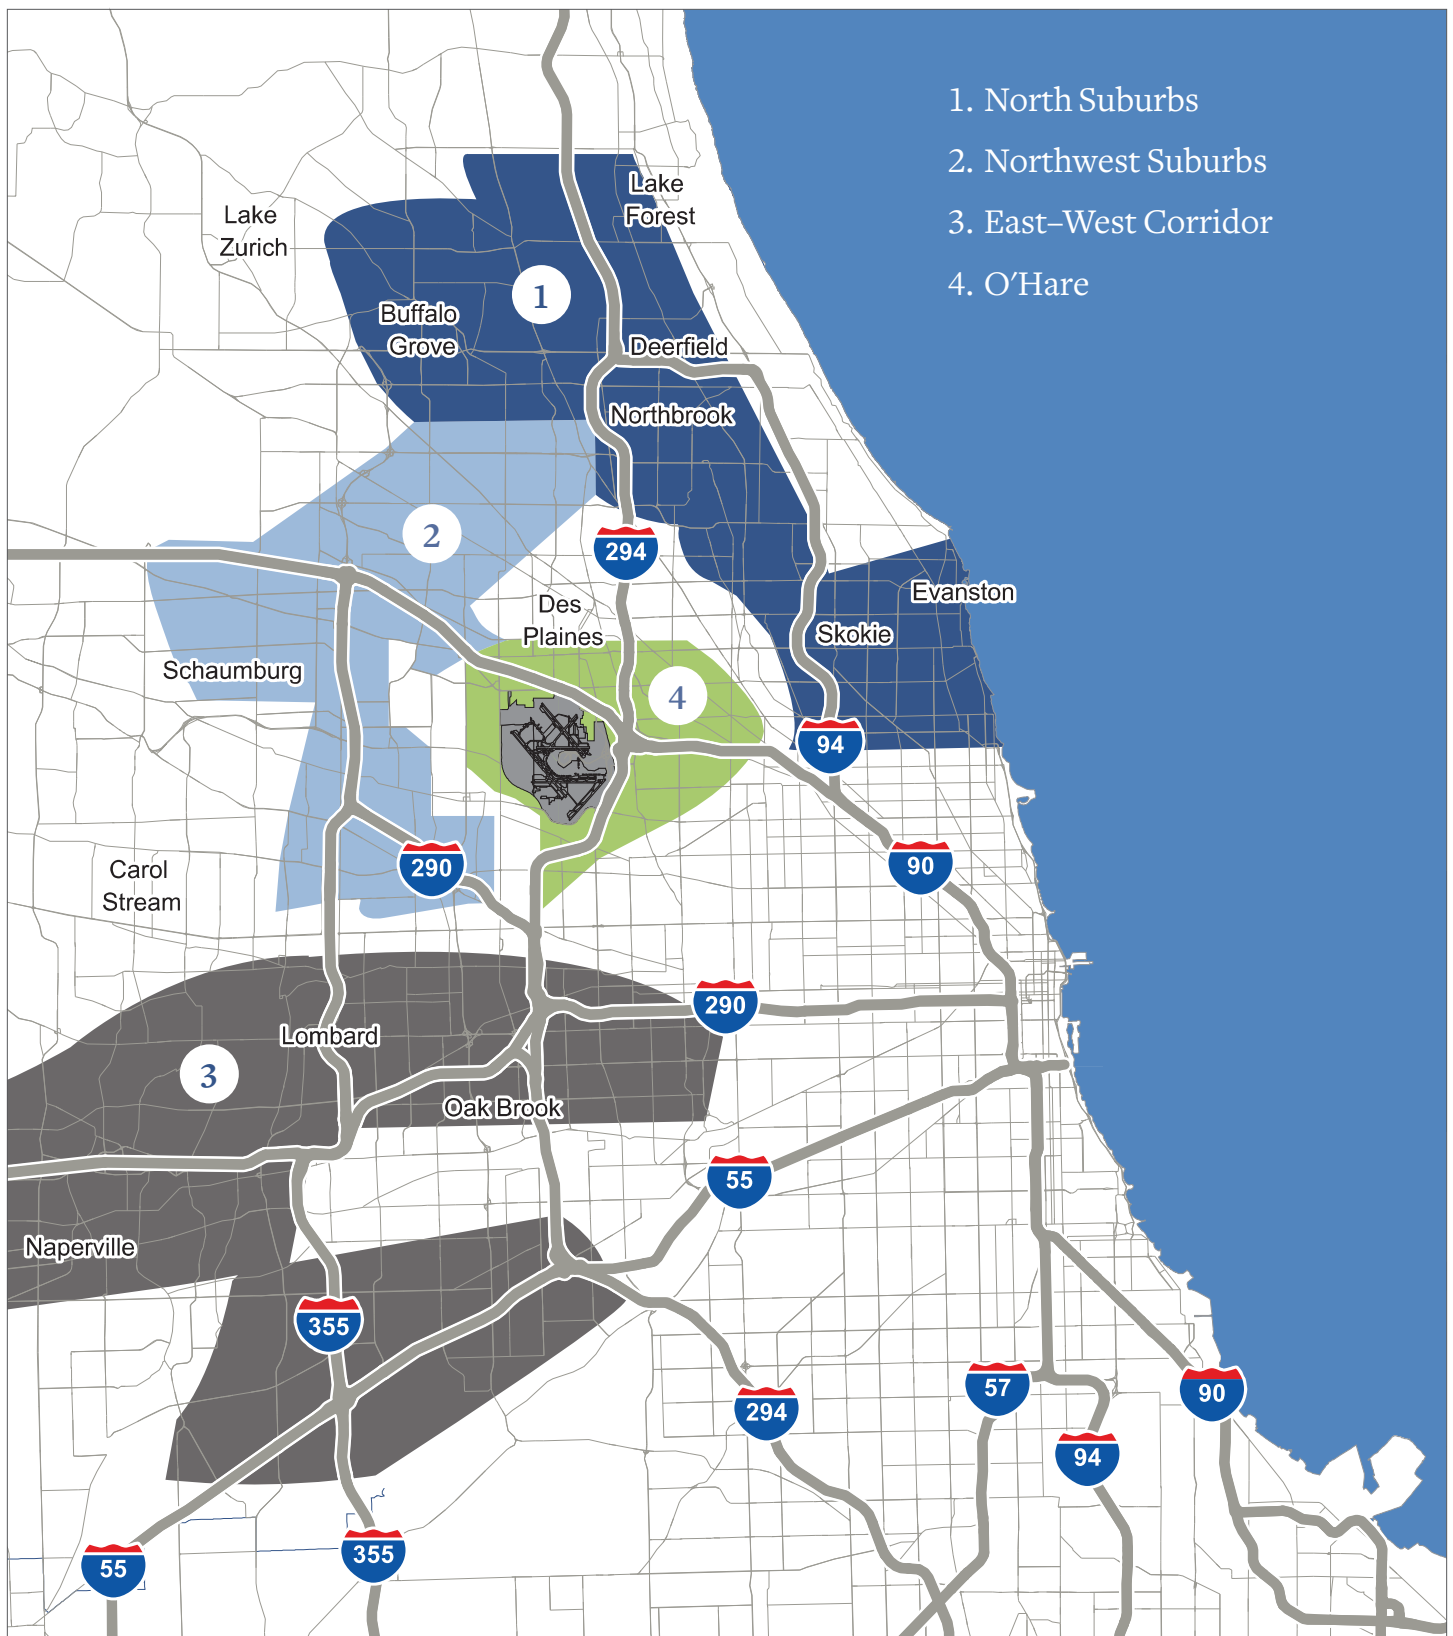 1. North Suburbs
2. Northwest Suburbs
3. East–West Corridor
4. O’Hare
Lake
Forest
Lake
Zurich
1
Buffalo
Grove
Deerfield
Northbrook
2
294
Evanston
Des
Plaines
Skokie
Schaumburg
4
94
290
90
Carol
Stream
290
Lombard
3
Oak Brook
55
Naperville
355
57
90
294
94
355
55